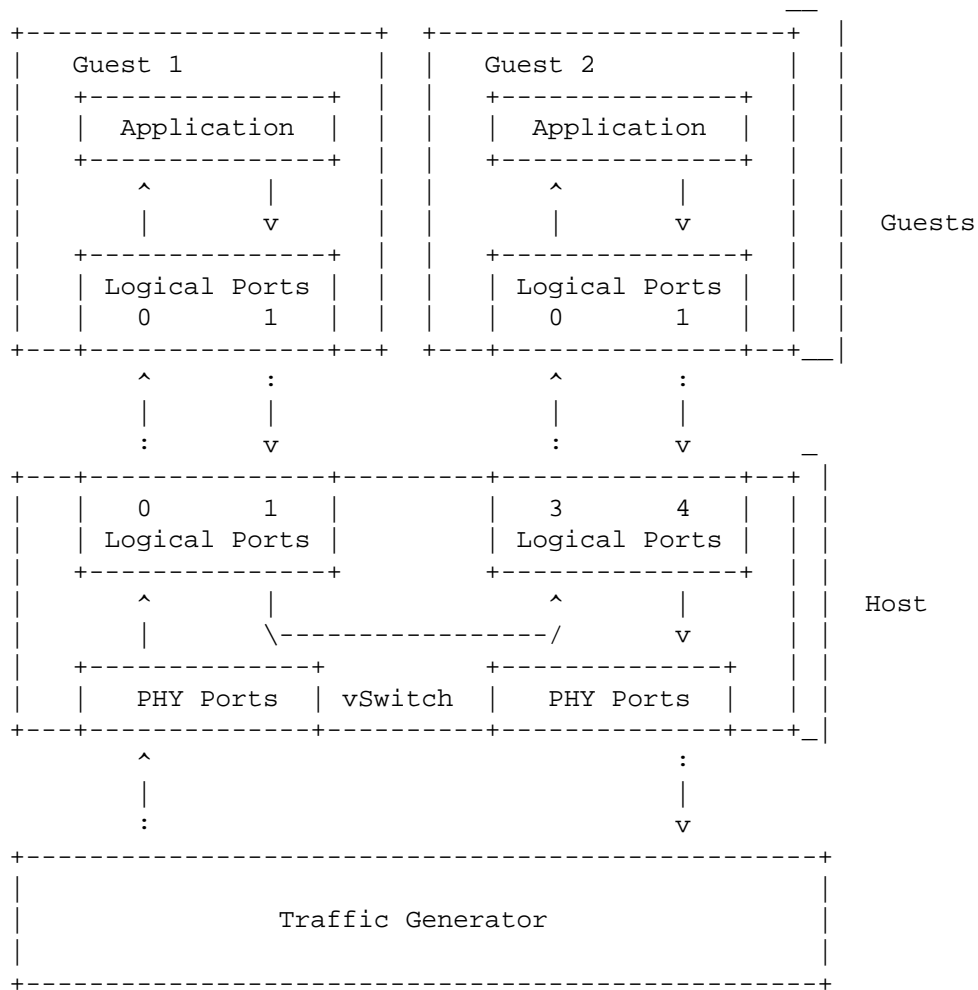 Guest 1 Guest 2
Application Application
Guests
Logical Ports Logical Ports
0 1 0 1
0 1 3 4
Logical Ports Logical Ports
Host
PHY Ports vSwitch PHY Ports
Traffic Generator